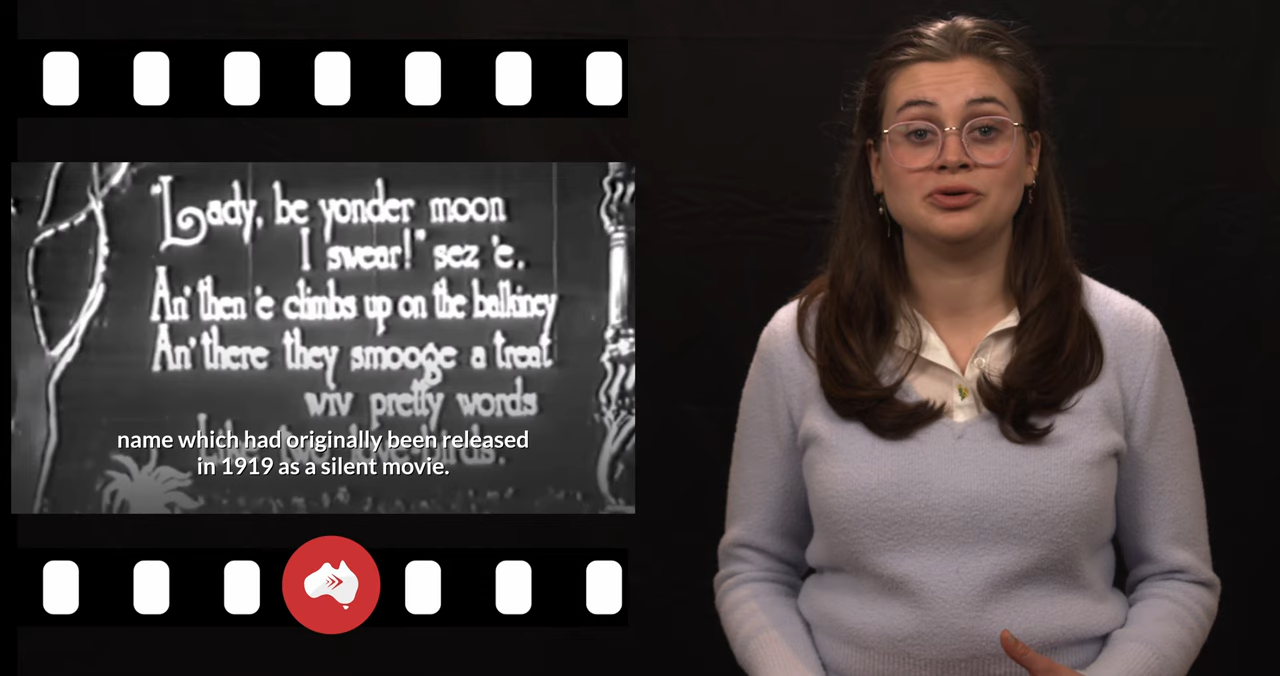 "Lady, be yonder moon
I swear!" sez 'e.
An' then 'e climbs up on the balkiney
An' there they smooge a treat
wiv pretty words
name which had originally been released
in 1919 as a silent movie.